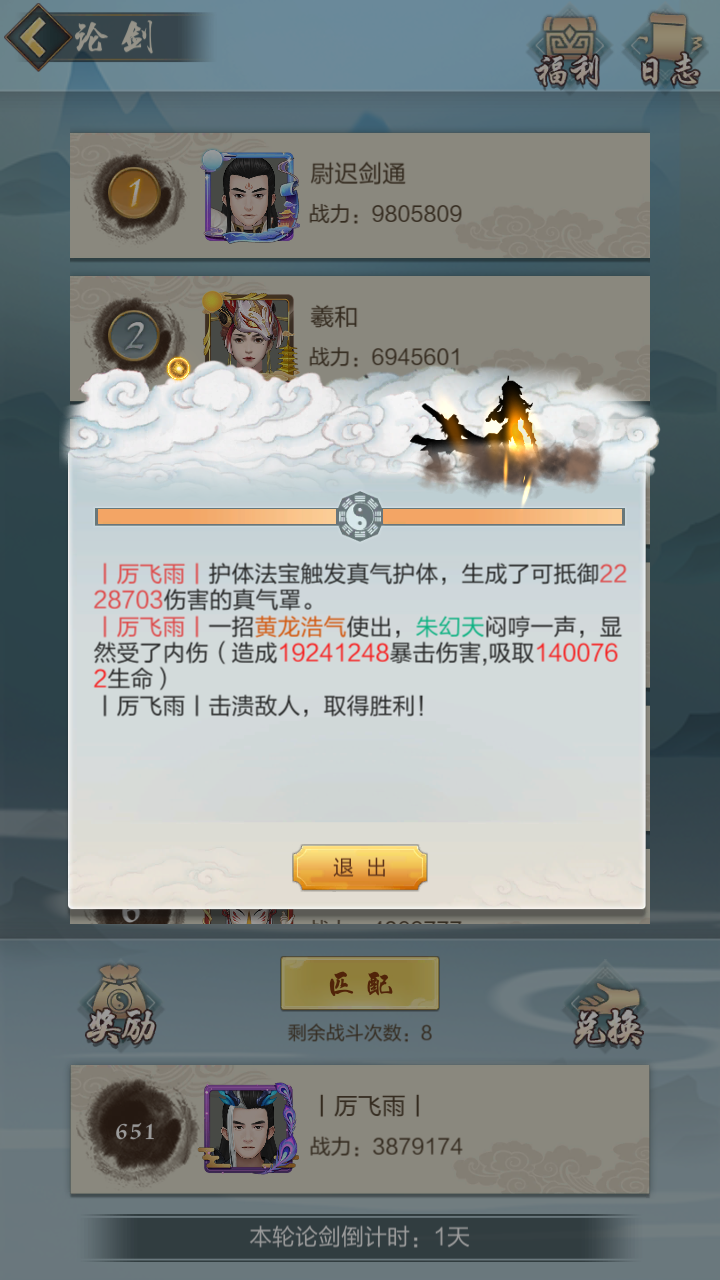 论剑
福利
日志
1
尉迟剑通
战力：9805809
2
羲和
战力：6945601
丨厉飞雨丨护体法宝触发真气护体，生成了可抵御22
28703伤害的真气罩。
丨厉飞雨丨一招黄龙浩气使出，朱幻天闷哼一声，显
然受了内伤（造成19241248暴击伤害,吸取140076
2生命）
丨厉飞雨丨击溃敌人，取得胜利！
退出
6
奖励
匹配
剩余战斗次数：8
兑换
651
丨厉飞雨丨
战力：3879174
本轮论剑倒计时：1天